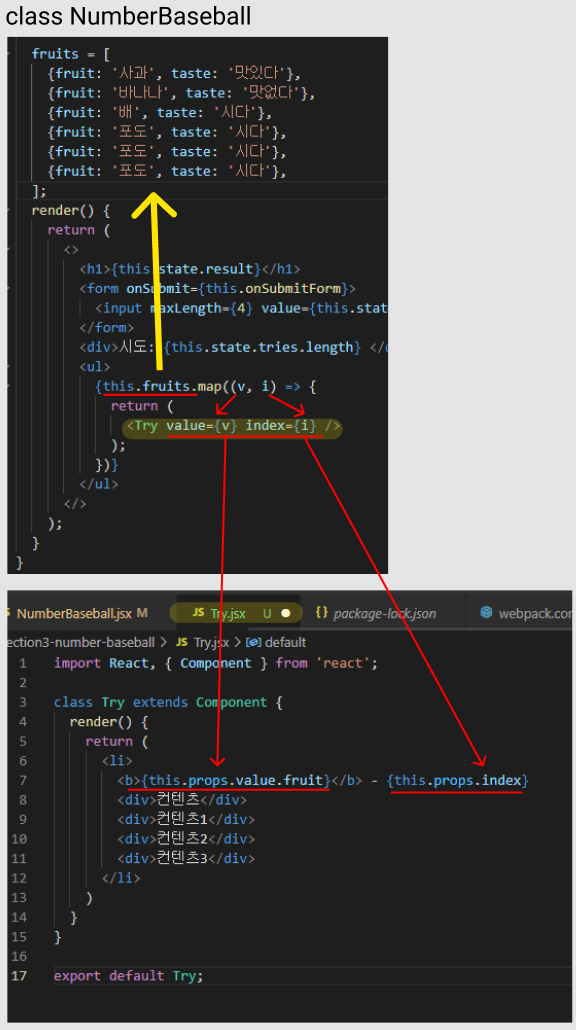 class NumberBaseball
fruits = [
{fruit: '사과', taste: '맛있다'},
{fruit: '바나나', taste: '맛없다'},
{fruit: '배', taste: '시다'},
{fruit: '포도', taste: '시다'},
{fruit: '포도', taste: '시다'},
{fruit: '포도', taste: '시다'},
];
render() {
return (
<>
<h1>{this.state.result}</h1>
<form onSubmit={this.onSubmitForm}>
<input maxLength={4} value={this.stat
</form>
<div>시도: {this.state.tries.length} </
<ul>
{this.fruits.map((v, i) => {
return (
<Try value={v} index={i} />
);
})}
</ul>
</>
);
}
}
NumberBaseball.jsx M
JS Try.jsx U
{} package-lock.json
webpack.con
ection3-number-baseball > JS Try.jsx > default
1 import React, { Component } from 'react';
2
3 class Try extends Component {
4 render() {
5 return (
6 <li>
7 <b>{this.props.value.fruit}</b> - {this.props.index}
8 <div>컨텐츠</div>
9 <div>컨텐츠1</div>
10 <div>컨텐츠2</div>
11 <div>컨텐츠3</div>
12 </li>
13 )
14 }
15 }
16
17 export default Try;